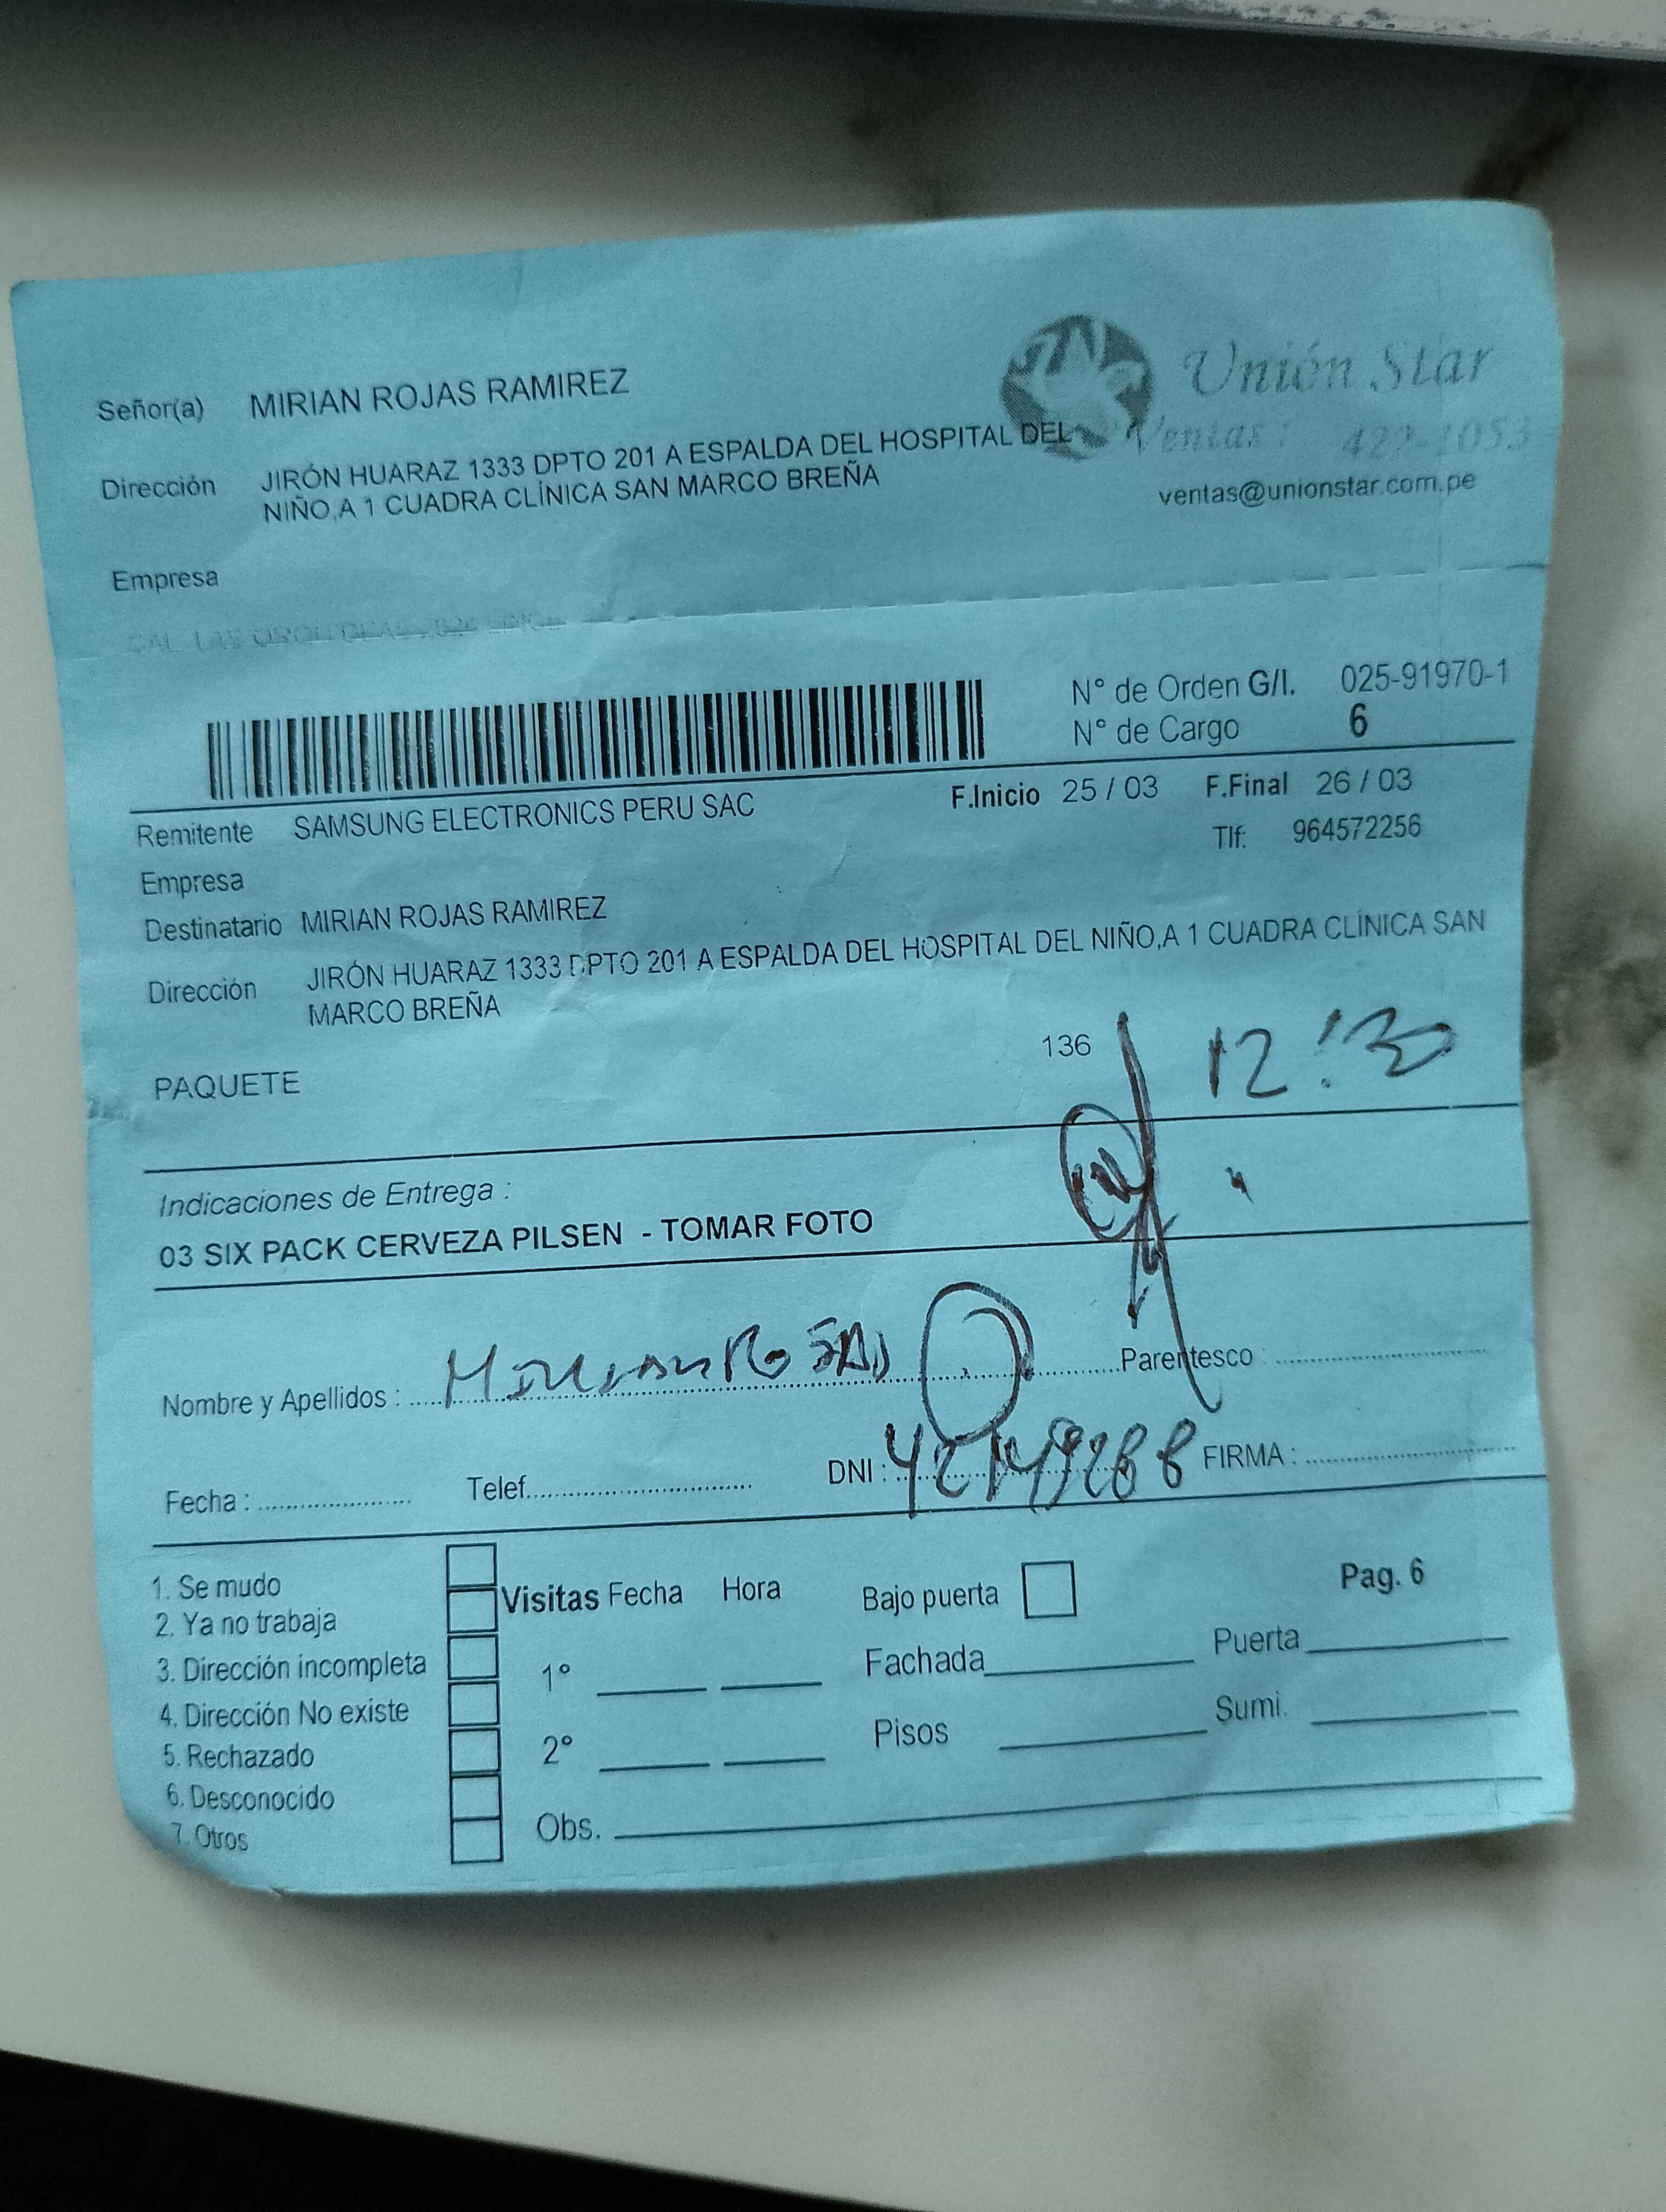 Señor(a) MIRIAN ROJAS RAMIREZ
Unión Star
Ventas : 422-1053
ventas@unionstar.com.pe
Dirección JIRÓN HUARAZ 1333 DPTO 201 A ESPALDA DEL HOSPITAL DEL
NIÑO,A 1 CUADRA CLÍNICA SAN MARCO BREÑA
Empresa
N° de Orden G/I. 025-91970-1
N° de Cargo 6
F.Inicio 25 / 03 F.Final 26 / 03
Remitente SAMSUNG ELECTRONICS PERU SAC
Tlf: 964572256
Empresa
Destinatario MIRIAN ROJAS RAMIREZ
Dirección JIRÓN HUARAZ 1333 DPTO 201 A ESPALDA DEL HOSPITAL DEL NIÑO,A 1 CUADRA CLÍNICA SAN
MARCO BREÑA
136 12:30
PAQUETE
Indicaciones de Entrega :
03 SIX PACK CERVEZA PILSEN - TOMAR FOTO
Nombre y Apellidos : Mirian Rojas Parentesco :
Fecha : Telef. DNI : 42149288 FIRMA :
1. Se mudo
2. Ya no trabaja
3. Dirección incompleta
4. Dirección No existe
5. Rechazado
6. Desconocido
7. Otros
Visitas Fecha Hora
1°
2°
Obs.
Bajo puerta
Pag. 6
Fachada Puerta
Pisos Sumi.